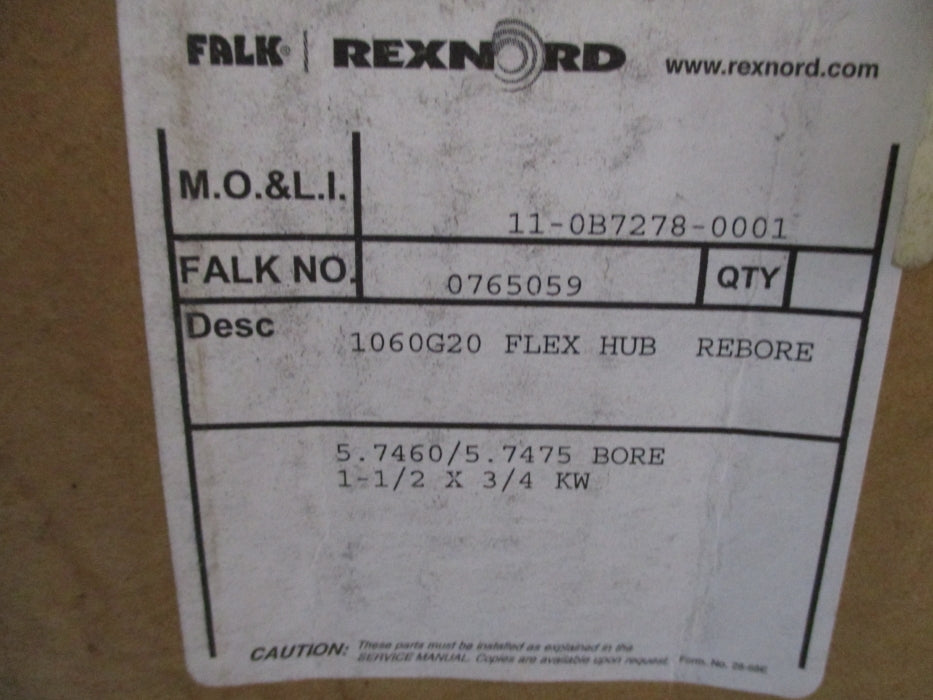 FALK® | REXNORD www.rexnord.com
M.O.&L.I. 11-0B7278-0001
FALK NO. 0765059 QTY
Desc 1060G20 FLEX HUB REBORE
5.7460/5.7475 BORE
1-1/2 X 3/4 KW
CAUTION: These parts must be installed as explained in the
SERVICE MANUAL. Copies are available upon request. Form. No.